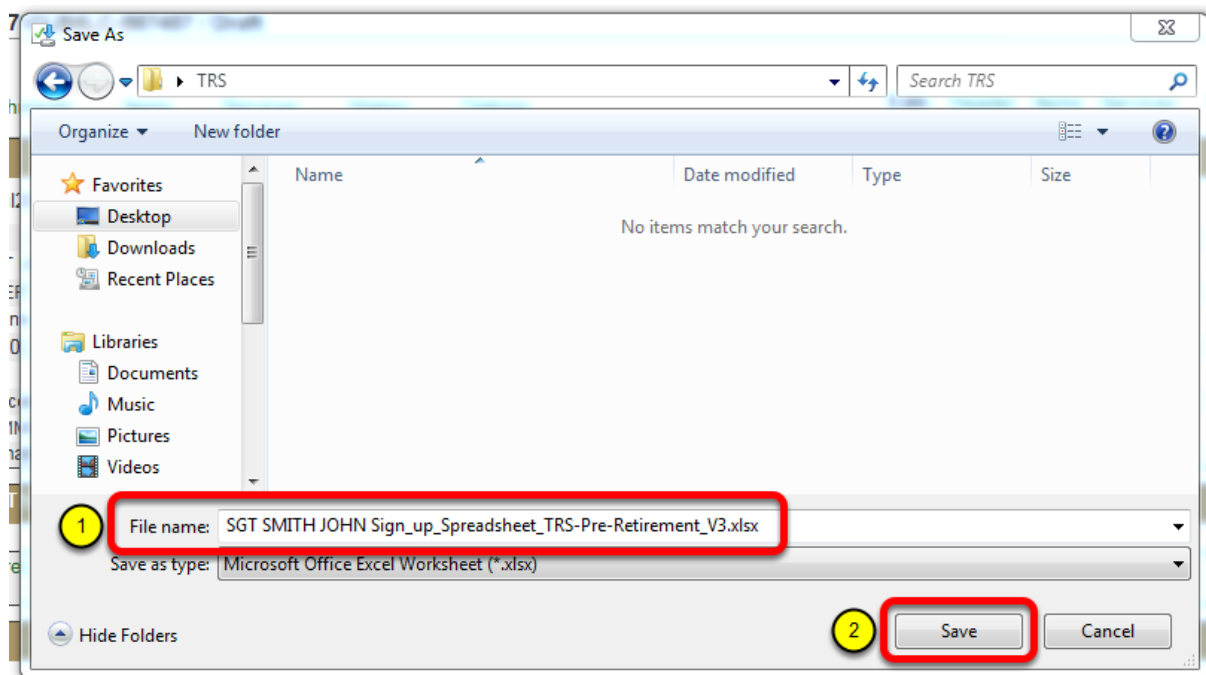 Save As
TRS
Search TRS
Organize
New folder
Name
Date modified
Type
Size
No items match your search.
Favorites
Desktop
Downloads
Recent Places
Libraries
Documents
Music
Pictures
Videos
1
File name: SGT SMITH JOHN Sign_up_Spreadsheet_TRS-Pre-Retirement_V3.xlsx
Save as type: Microsoft Office Excel Worksheet (*.xlsx)
Hide Folders
2
Save
Cancel